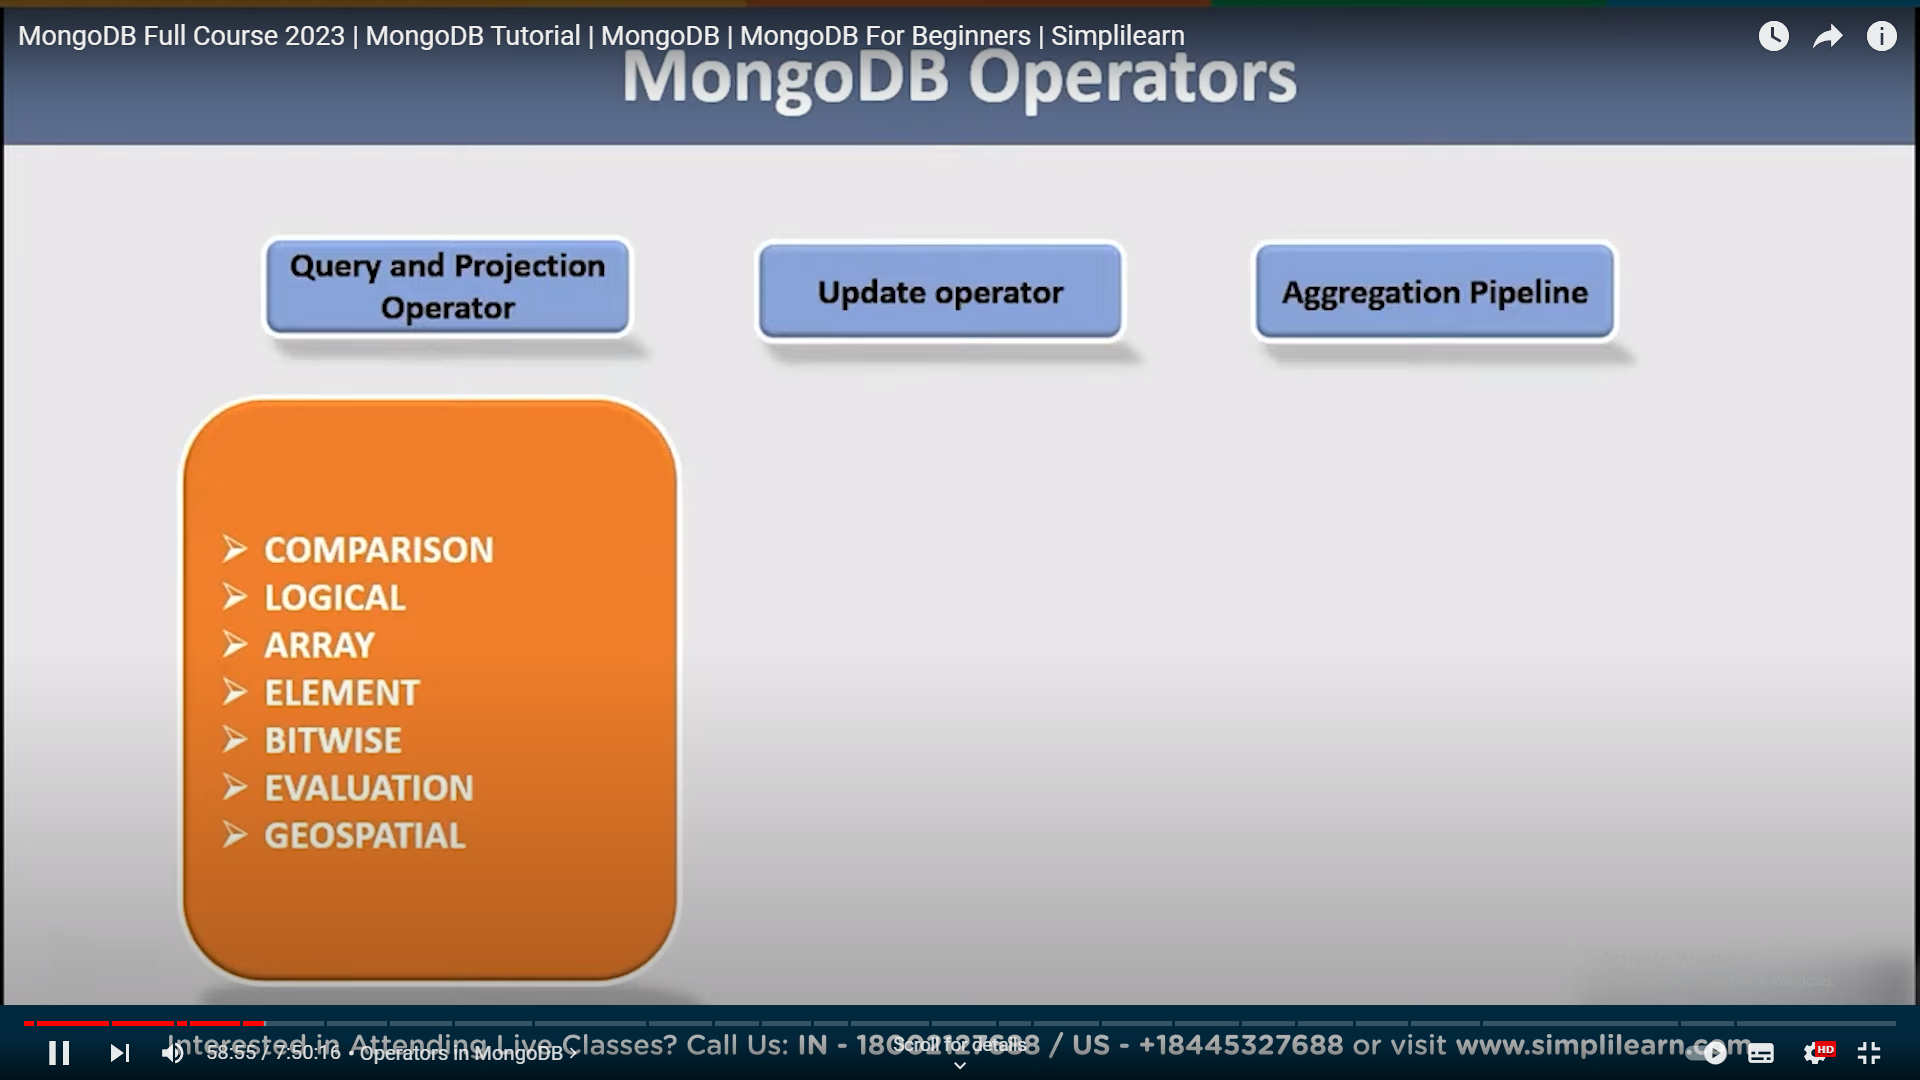 MongoDB Full Course 2023 | MongoDB Tutorial | MongoDB | MongoDB For Beginners | Simplilearn
MongoDB Operators
Query and Projection
Operator
Update operator
Aggregation Pipeline
➢ COMPARISON
➢ LOGICAL
➢ ARRAY
➢ ELEMENT
➢ BITWISE
➢ EVALUATION
➢ GEOSPATIAL
Activate Windows
Interested in Attending Live Classes? Call Us: IN - 18002127688 / US - +18445327688 or visit www.simplilearn.com
Scroll for details
58:55 / 7:50:16 • Operators in MongoDB ›
HD